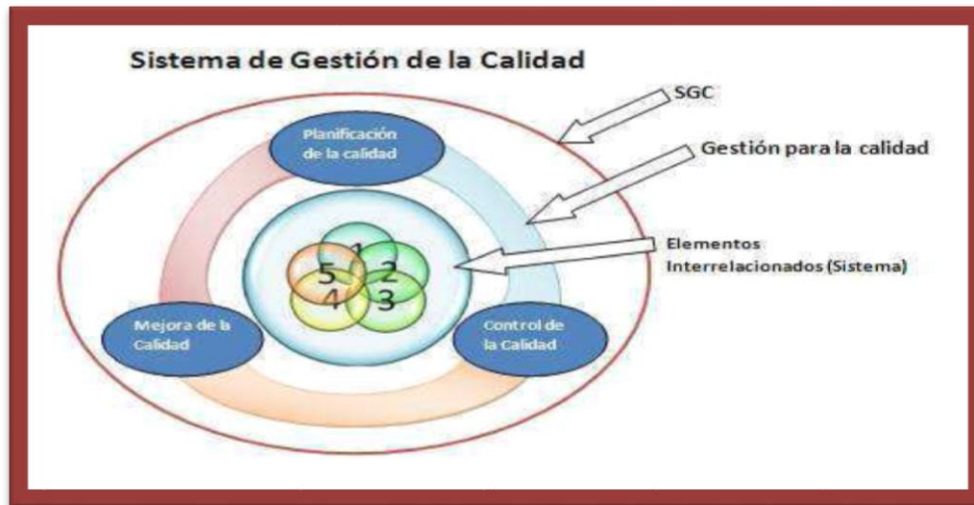 Sistema de Gestión de la Calidad
SGC
Planificación
de la calidad
Gestión para la calidad
Elementos
Interrelacionados (Sistema)
1
5
2
4
3
Mejora de la
Calidad
Control de
la Calidad